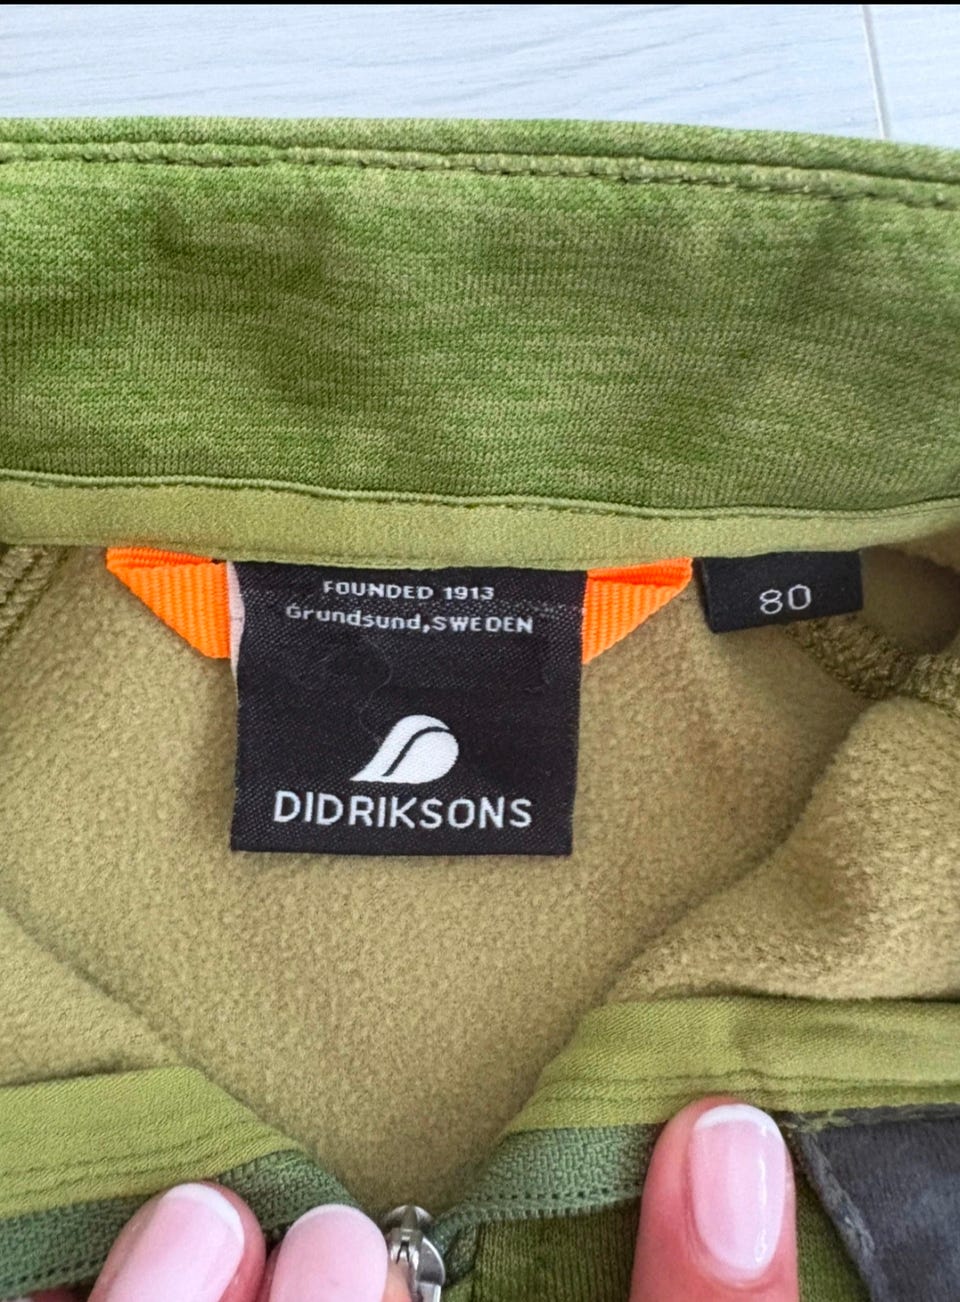 FOUNDED 1913
Grundsund,SWEDEN
80
DIDRIKSONS